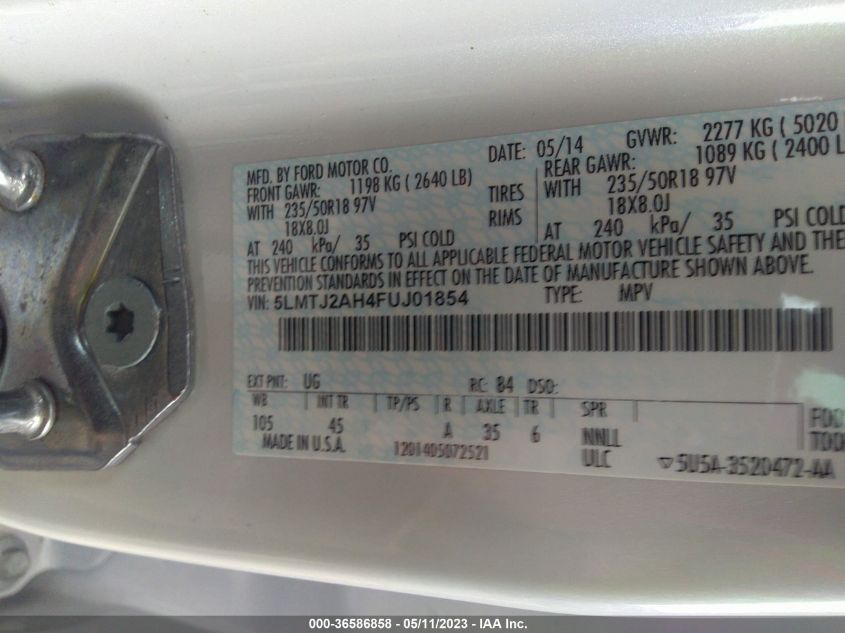 MFD. BY FORD MOTOR CO. DATE: 05/14 GVWR: 2277 KG ( 5020
FRONT GAWR: 1198 KG ( 2640 LB) REAR GAWR: 1089 KG ( 2400 L
WITH 235/50R18 97V TIRES WITH 235/50R18 97V
18X8.0J RIMS 18X8.0J
AT 240 kPa/ 35 PSI COLD AT 240 kPa/ 35 PSI COLD
THIS VEHICLE CONFORMS TO ALL APPLICABLE FEDERAL MOTOR VEHICLE SAFETY AND THE
PREVENTION STANDARDS IN EFFECT ON THE DATE OF MANUFACTURE SHOWN ABOVE.
VIN: 5LMTJ2AH4FUJ01854 TYPE: MPV
EXT PNT: UG RC: 84 DSO:
WB INT TR TP/PS R AXLE TR SPR
105 45 A 35 6 NNLL
MADE IN U.S.A. 1201405072521 ULC ▽5U5A-3520472-AA
000-36586858 - 05/11/2023 - IAA Inc.